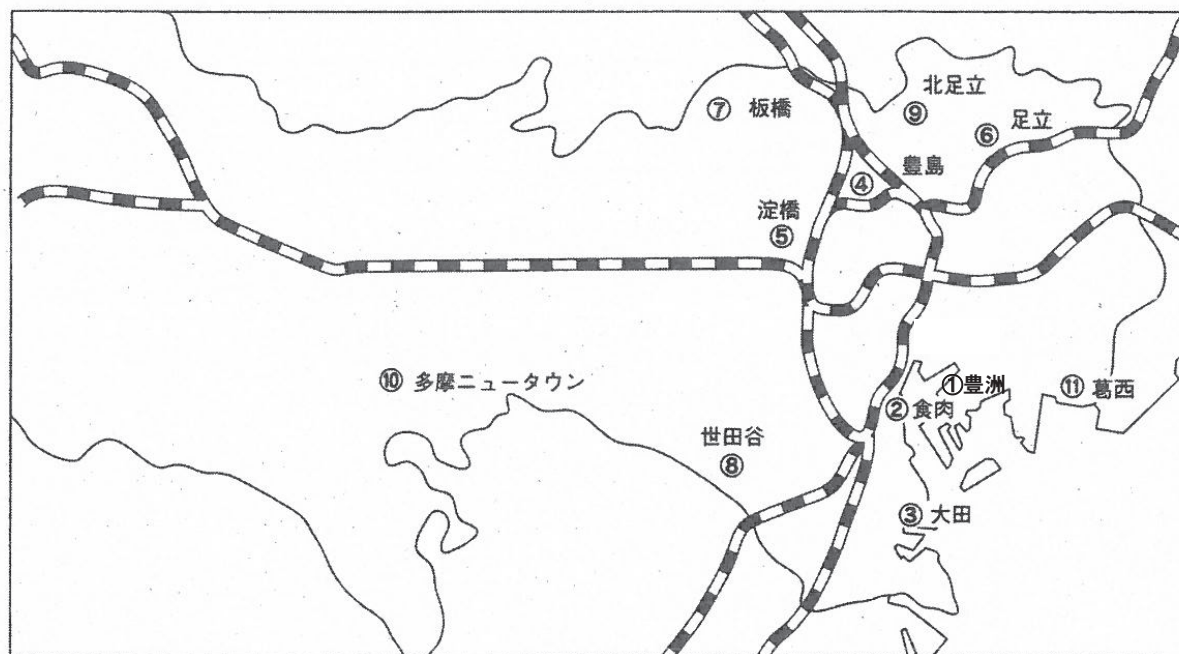 北足立
⑨
⑦ 板橋
足立
⑥
豊島
④
淀橋
⑤
⑩ 多摩ニュータウン
①豊洲
⑪ 葛西
② 食肉
世田谷
⑧
③ 大田